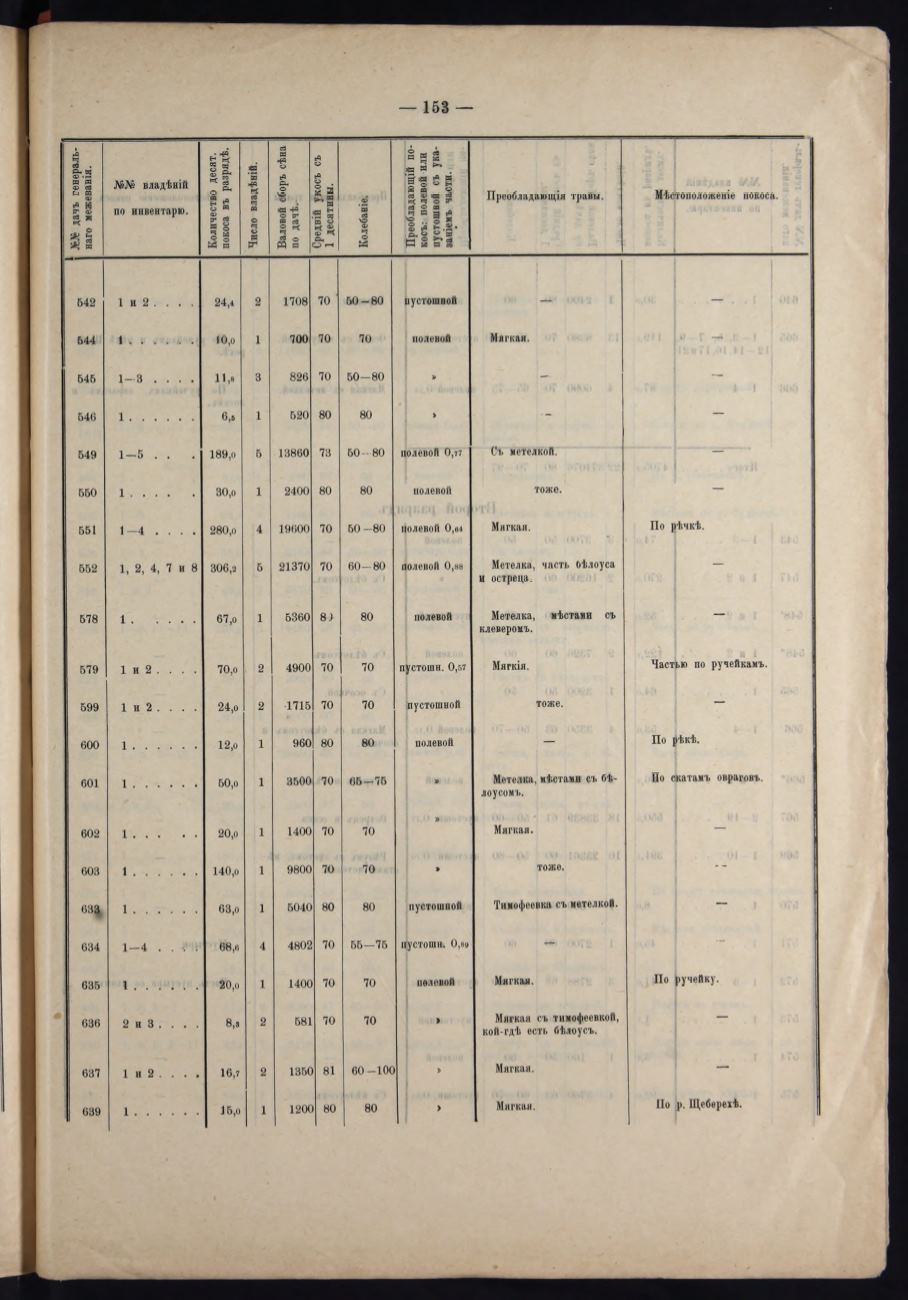 — 153 —
№№ дачъ генераль-
наго межеванія.
№№ владѣній
по инвентарю.
Количество десят.
покоса въ разрядѣ.
Число владѣній.
Валовой сборъ сѣна
по дачѣ.
Средній укосъ съ
1 десятины.
Колебаніе.
Преобладающій по-
косъ: полевой или
пустошной съ ука-
заніемъ части.
Преобладающія травы.
Мѣстоположеніе покоса.
542 1 и 2 . . . . 24,4 2 1708 70 50—80 пустошной — —
544 1 . . . . . . 10,0 1 700 70 70 полевой Мягкая. —
545 1—3 . . . . 11,8 3 826 70 50—80 » — —
546 1 . . . . . . 6,5 1 520 80 80 » — —
549 1—5 . . . 189,0 5 13860 73 50—80 полевой 0,77 Съ метелкой. —
550 1 . . . . . 30,0 1 2400 80 80 полевой тоже. —
551 1—4 . . . . 280,0 4 19600 70 50—80 полевой 0,64 Мягкая. По рѣчкѣ.
552 1, 2, 4, 7 и 8 306,2 5 21370 70 60—80 полевой 0,88 Метелка, часть бѣлоуса —
и остреца.
578 1 . . . . . 67,0 1 5360 80 80 полевой Метелка, мѣстами съ —
клеверомъ.
579 1 и 2 . . . . 70,0 2 4900 70 70 пустошн. 0,57 Мягкія. Частью по ручейкамъ.
599 1 и 2 . . . . 24,0 2 1715 70 70 пустошной тоже. —
600 1 . . . . . . 12,0 1 960 80 80 полевой — По рѣкѣ.
601 1 . . . . . . 50,0 1 3500 70 65—75 » Метелка, мѣстами съ бѣ- По скатамъ овраговъ.
лоусомъ.
602 1 . . . . . 20,0 1 1400 70 70 » Мягкая. —
603 1 . . . . . . 140,0 1 9800 70 70 » тоже. —
633 1 . . . . . . 63,0 1 5040 80 80 пустошной Тимофеевка съ метелкой. —
634 1—4 . . . . 68,6 4 4802 70 55—75 пустошн. — —
635 1 . . . . . . 20,0 1 1400 70 70 полевой Мягкая. По ручейку.
636 2 и 3 . . . . 8,3 2 581 70 70 » Мягкая съ тимофеевкой, —
кой-гдѣ есть бѣлоусъ.
637 1 и 2 . . . . 16,7 2 1350 81 60—100 » Мягкая. —
639 1 . . . . . . 15,0 1 1200 80 80 » Мягкая. По р. Щеберехѣ.